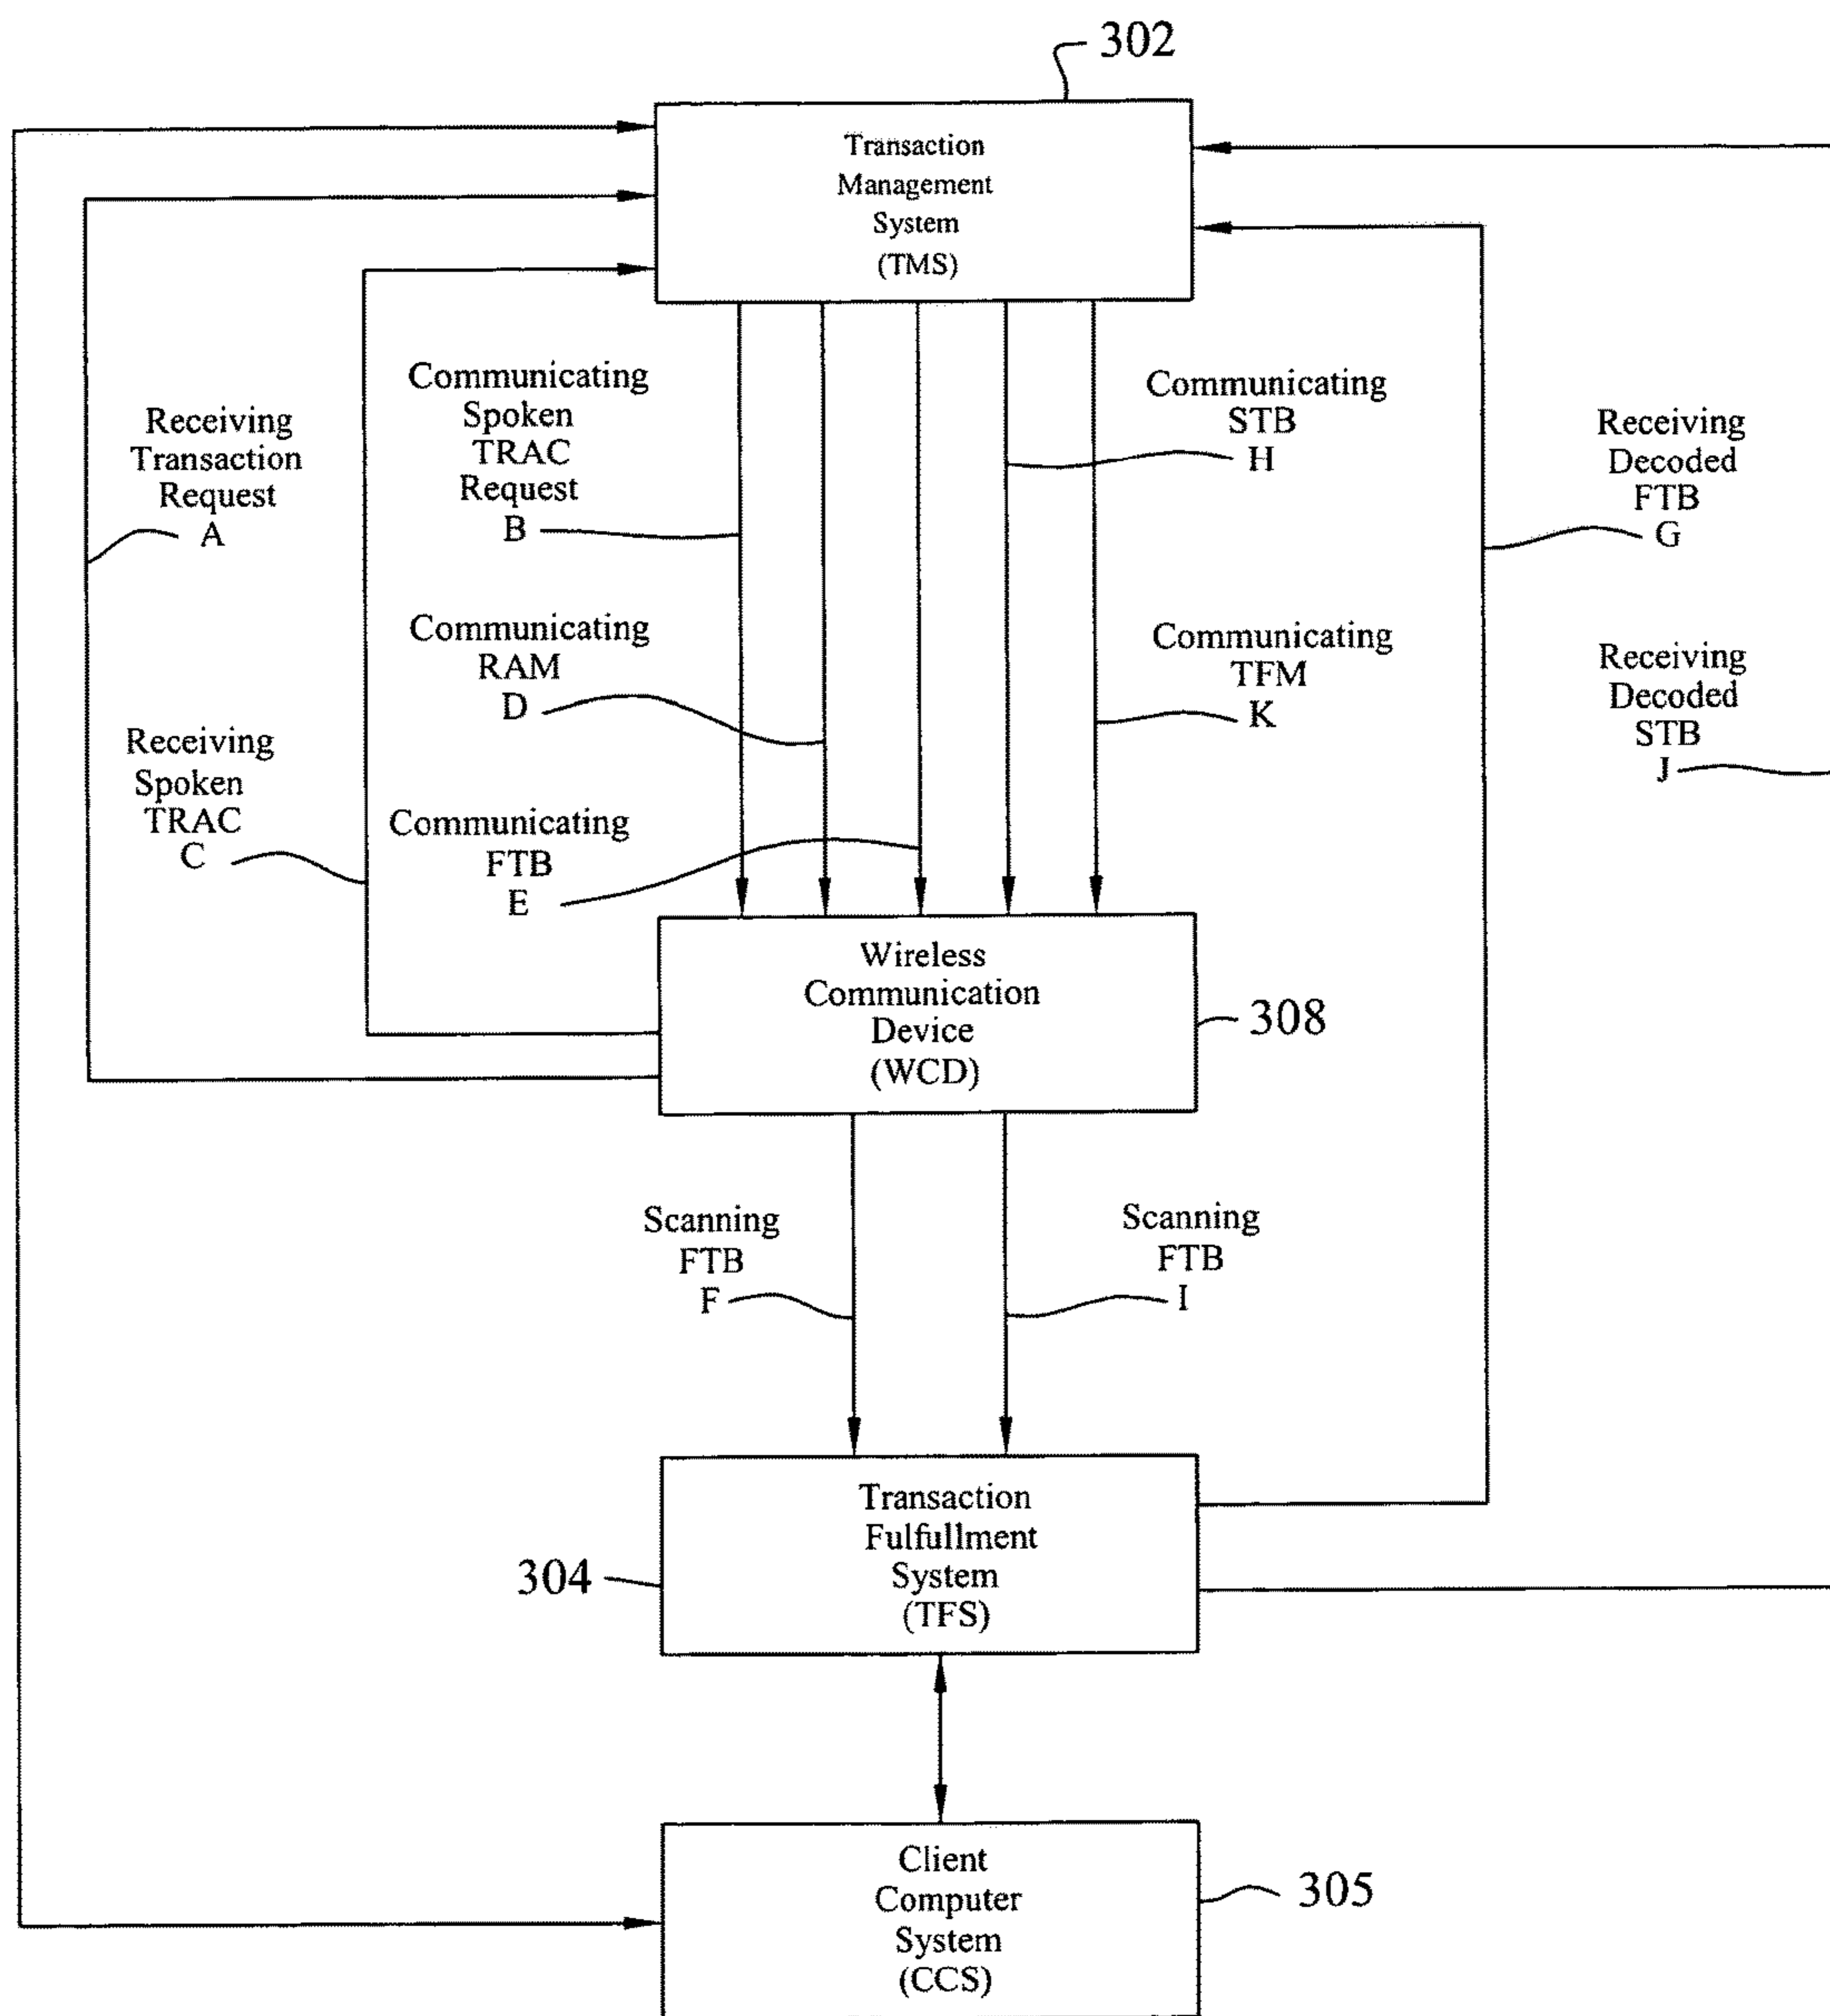 302
Transaction
Management
System
(TMS)
Receiving
Transaction
Request
A
Communicating
Spoken
TRAC
Request
B
Communicating
STB
H
Receiving
Decoded
FTB
G
Communicating
RAM
D
Communicating
TFM
K
Receiving
Decoded
STB
J
Receiving
Spoken
TRAC
C
Communicating
FTB
E
Wireless
Communication
Device
(WCD)
308
Scanning
FTB
F
Scanning
FTB
I
Transaction
Fulfullment
System
(TFS)
304
Client
Computer
System
(CCS)
305